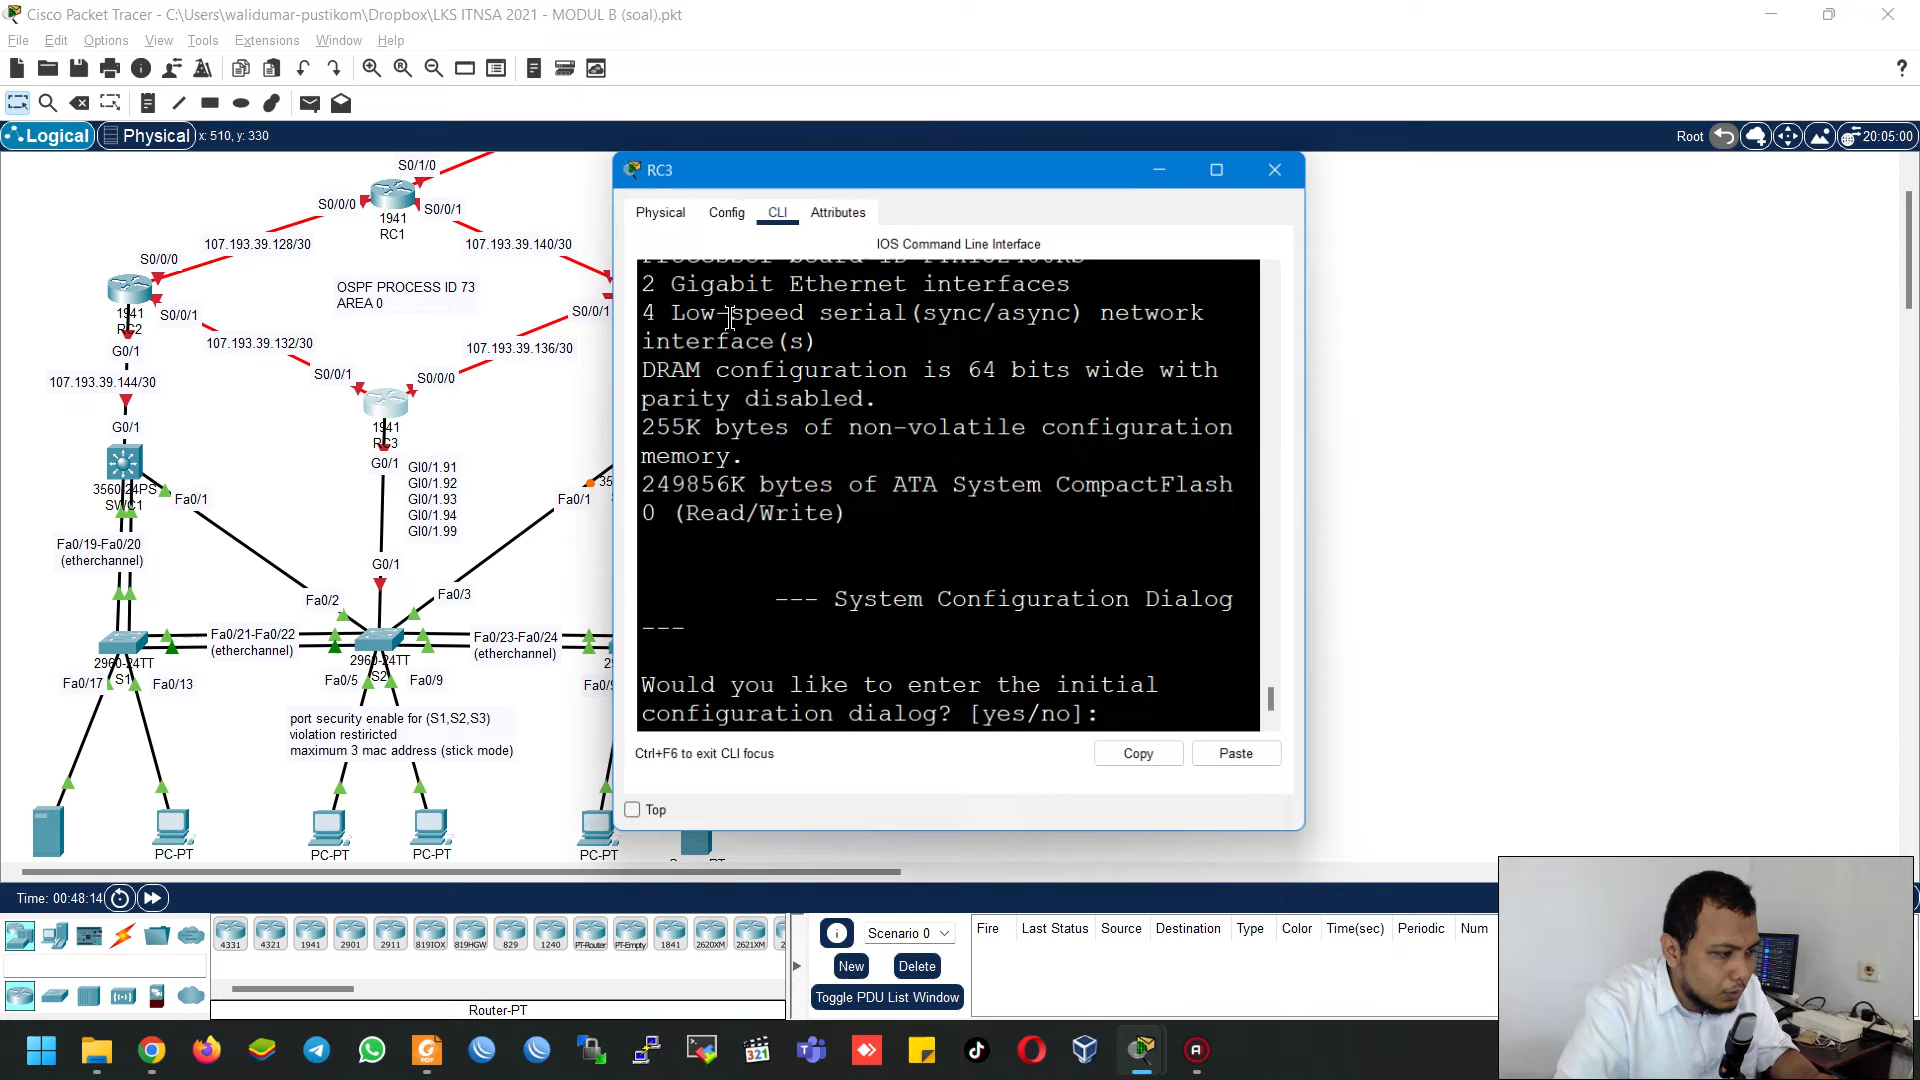 Cisco Packet Tracer - C:\Users\walidumar-pustikom\Dropbox\LKS ITNSA 2021 - MODUL B (soal).pkt
File Edit Options View Tools Extensions Window Help
Logical Physical x: 510, y: 330
Root 20:05:00
S0/1/0
S0/0/0
S0/0/1
1941
RC1
107.193.39.128/30
107.193.39.140/30
S0/0/0
1941
RC2
S0/0/1
OSPF PROCESS ID 73
AREA 0
S0/0/1
G0/1
107.193.39.132/30
107.193.39.136/30
107.193.39.144/30
S0/0/1
S0/0/0
1941
RC3
G0/1
G0/1
GI0/1.91
GI0/1.92
GI0/1.93
GI0/1.94
GI0/1.99
3560-24PS
SWC1
Fa0/1
Fa0/1
Fa0/19-Fa0/20
(etherchannel)
G0/1
Fa0/2
Fa0/3
Fa0/21-Fa0/22
(etherchannel)
Fa0/23-Fa0/24
(etherchannel)
2960-24TT
S1
2960-24TT
S2
Fa0/17
Fa0/13
Fa0/5
Fa0/9
port security enable for (S1,S2,S3)
violation restiricted
maximum 3 mac address (stick mode)
PC-PT
PC-PT
PC-PT
PC-PT
RC3
Physical Config CLI Attributes
IOS Command Line Interface
2 Gigabit Ethernet interfaces
4 Low-speed serial(sync/async) network
interface(s)
DRAM configuration is 64 bits wide with
parity disabled.
255K bytes of non-volatile configuration
memory.
249856K bytes of ATA System CompactFlash
0 (Read/Write)
--- System Configuration Dialog
---
Would you like to enter the initial
configuration dialog? [yes/no]:
Ctrl+F6 to exit CLI focus
Copy
Paste
Top
Time: 00:48:14
4331 4321 1941 2901 2911 819IOX 819HGW 829 1240 PT-Router PT-Empty 1841 2620XM 2621XM
Router-PT
Scenario 0
New
Delete
Toggle PDU List Window
Fire Last Status Source Destination Type Color Time(sec) Periodic Num